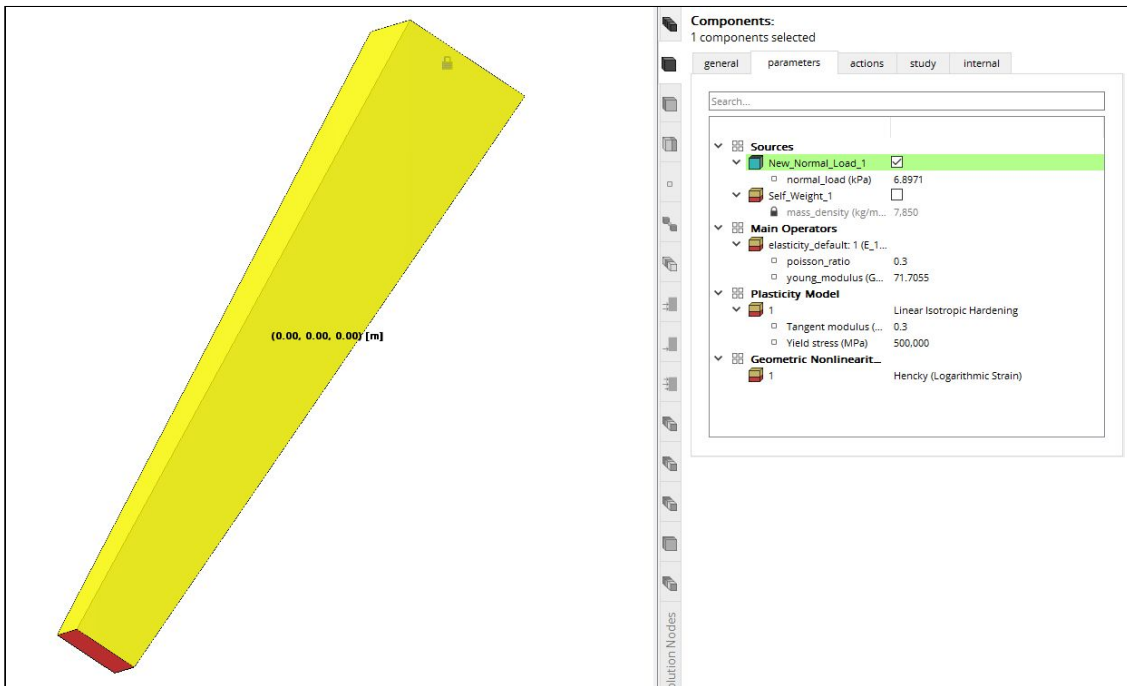 (0.00, 0.00, 0.00) [m]
Components:
1 components selected
general parameters actions study internal
Search...
Sources
New_Normal_Load_1
normal_load (kPa) 6.8971
Self_Weight_1
mass_density (kg/m... 7,850
Main Operators
elasticity_default: 1 (E_1...
poisson_ratio 0.3
young_modulus (G... 71.7055
Plasticity Model
1 Linear Isotropic Hardening
Tangent modulus (... 0.3
Yield stress (MPa) 500,000
Geometric Nonlinearit...
1 Hencky (Logarithmic Strain)
olution Nodes